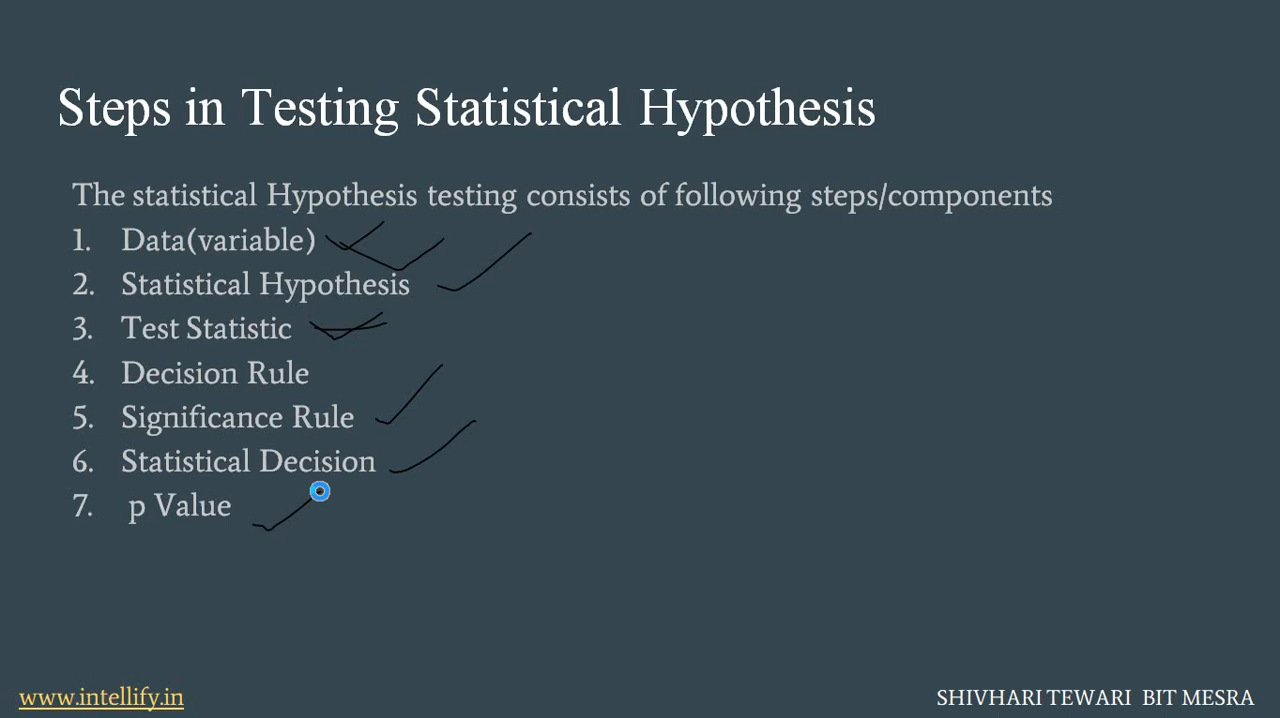 Steps in Testing Statistical Hypothesis
The statistical Hypothesis testing consists of following steps/components
1. Data(variable)
2. Statistical Hypothesis
3. Test Statistic
4. Decision Rule
5. Significance Rule
6. Statistical Decision
7. p Value
www.intellify.in
SHIVHARI TEWARI BIT MESRA